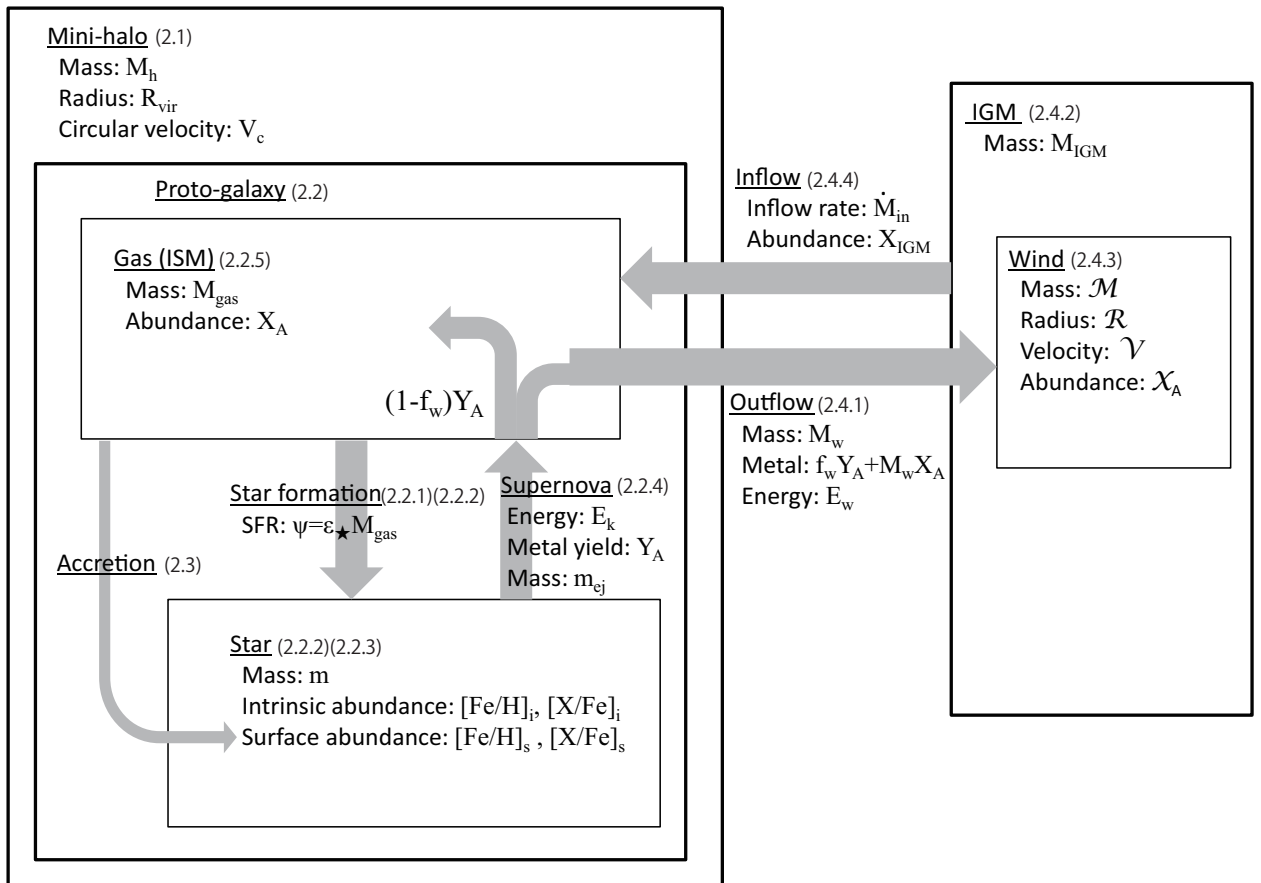 Mini-halo (2.1)
Mass: M_h
Radius: R_vir
Circular velocity: V_c
Proto-galaxy (2.2)
Gas (ISM) (2.2.5)
Mass: M_gas
Abundance: X_A
(1-f_w)Y_A
Star formation(2.2.1)(2.2.2)
SFR: ψ=ε★M_gas
Supernova (2.2.4)
Energy: E_k
Metal yield: Y_A
Mass: m_ej
Accretion (2.3)
Star (2.2.2)(2.2.3)
Mass: m
Intrinsic abundance: [Fe/H]_i, [X/Fe]_i
Surface abundance: [Fe/H]_s , [X/Fe]_s
Inflow (2.4.4)
Inflow rate: Ṁ_in
Abundance: X_IGM
Outflow (2.4.1)
Mass: M_w
Metal: f_wY_A+M_wX_A
Energy: E_w
IGM (2.4.2)
Mass: M_IGM
Wind (2.4.3)
Mass: ℳ
Radius: ℛ
Velocity: 𝒱
Abundance: 𝒳_A